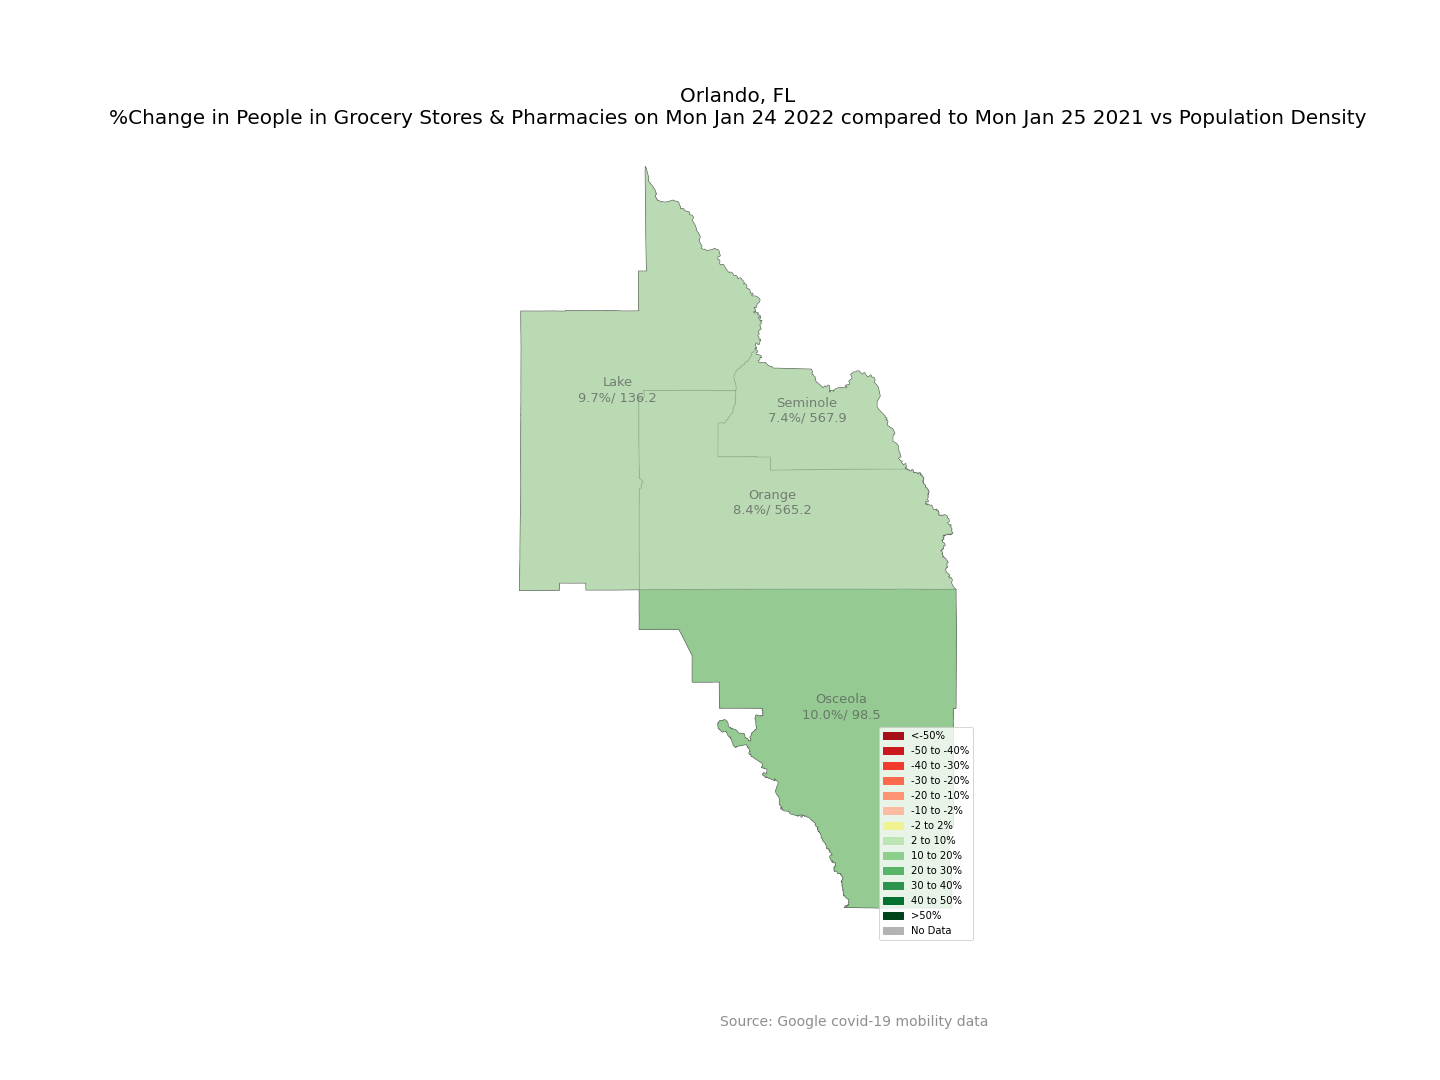 Orlando, FL
%Change in People in Grocery Stores & Pharmacies on Mon Jan 24 2022 compared to Mon Jan 25 2021 vs Population Density
Lake
9.7%/ 136.2
Seminole
7.4%/ 567.9
Orange
8.4%/ 565.2
Osceola
10.0%/ 98.5
<-50%
-50 to -40%
-40 to -30%
-30 to -20%
-20 to -10%
-10 to -2%
-2 to 2%
2 to 10%
10 to 20%
20 to 30%
30 to 40%
40 to 50%
>50%
No Data
Source: Google covid-19 mobility data